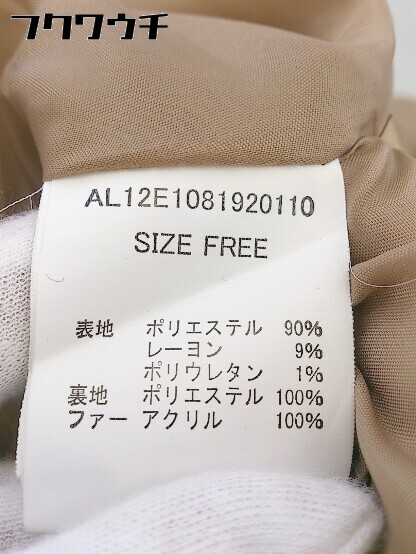 フクワウチ
AL12E1081920110
SIZE FREE
表地 ポリエステル 90%
レーヨン 9%
ポリウレタン 1%
裏地 ポリエステル 100%
ファー アクリル 100%